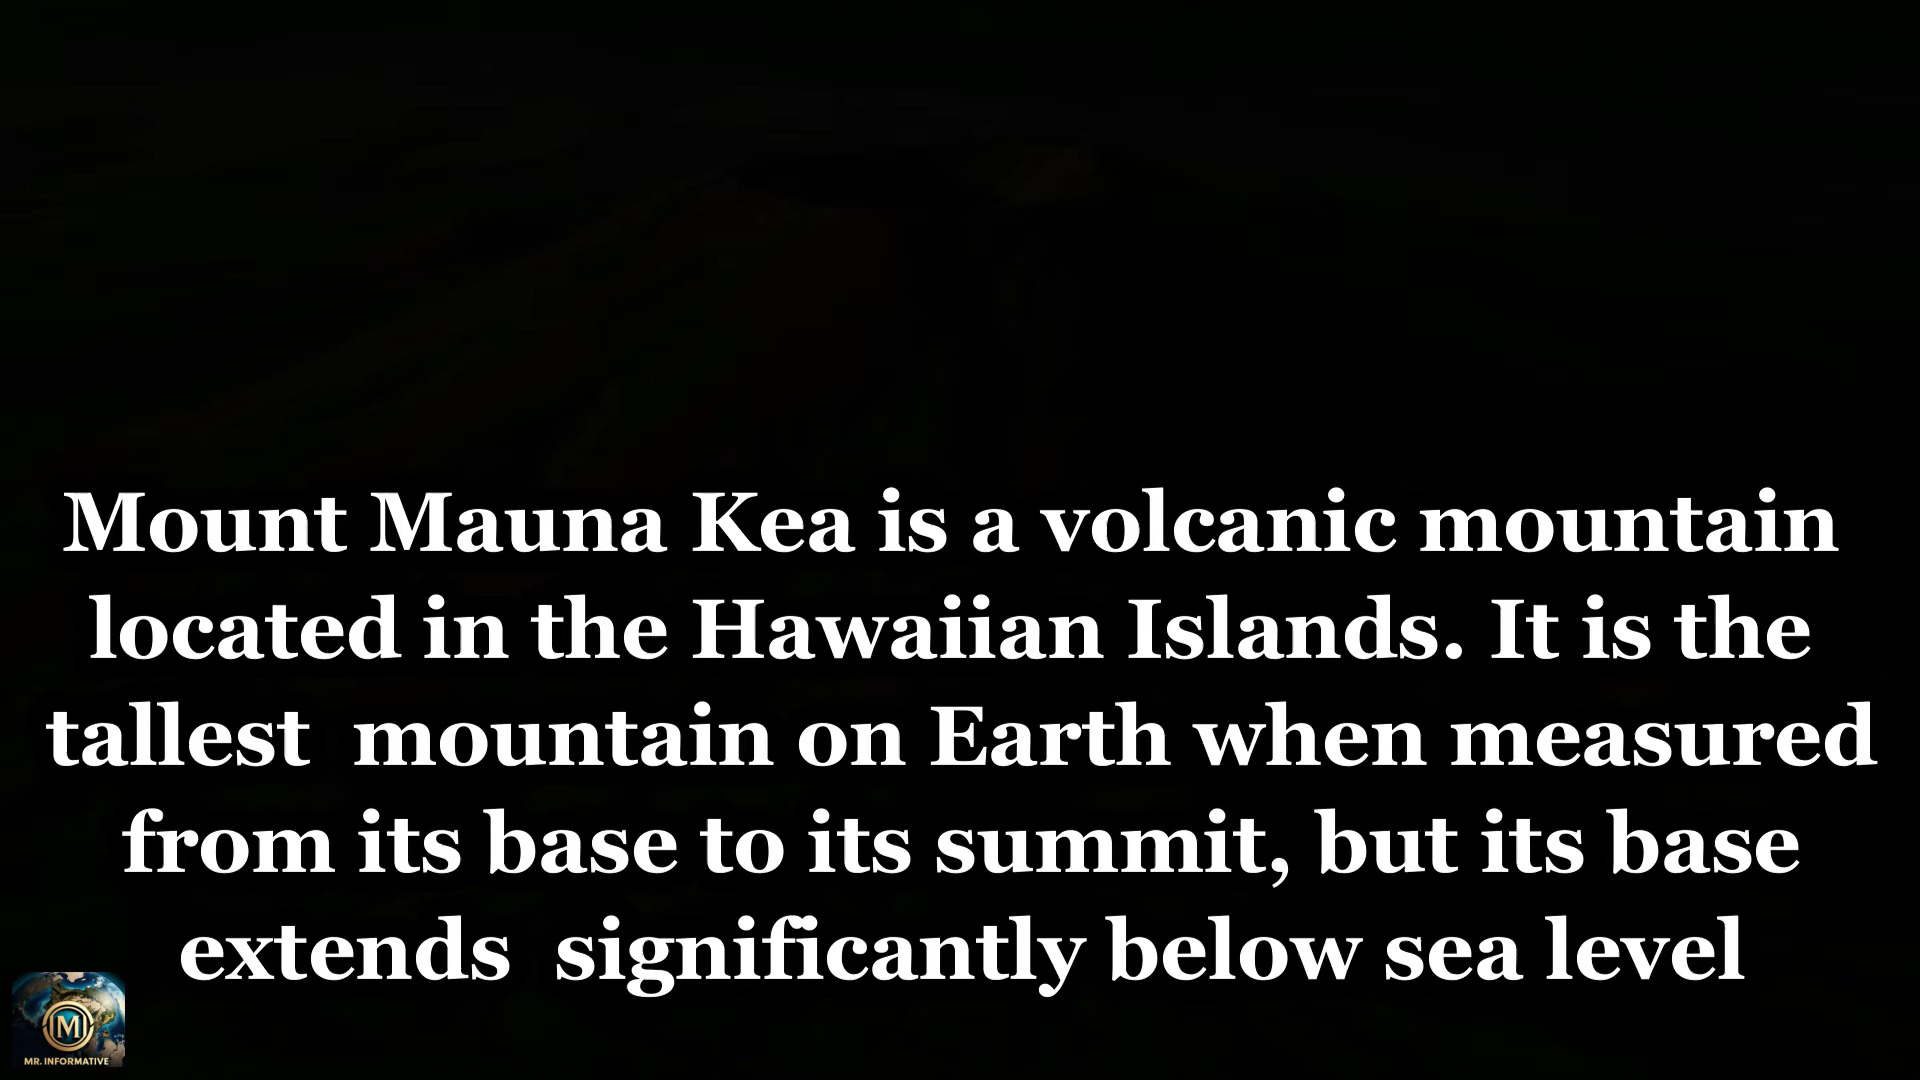 Mount Mauna Kea is a volcanic mountain
located in the Hawaiian Islands. It is the
tallest  mountain on Earth when measured
from its base to its summit, but its base
extends  significantly below sea level
M
MR. INFORMATIVE